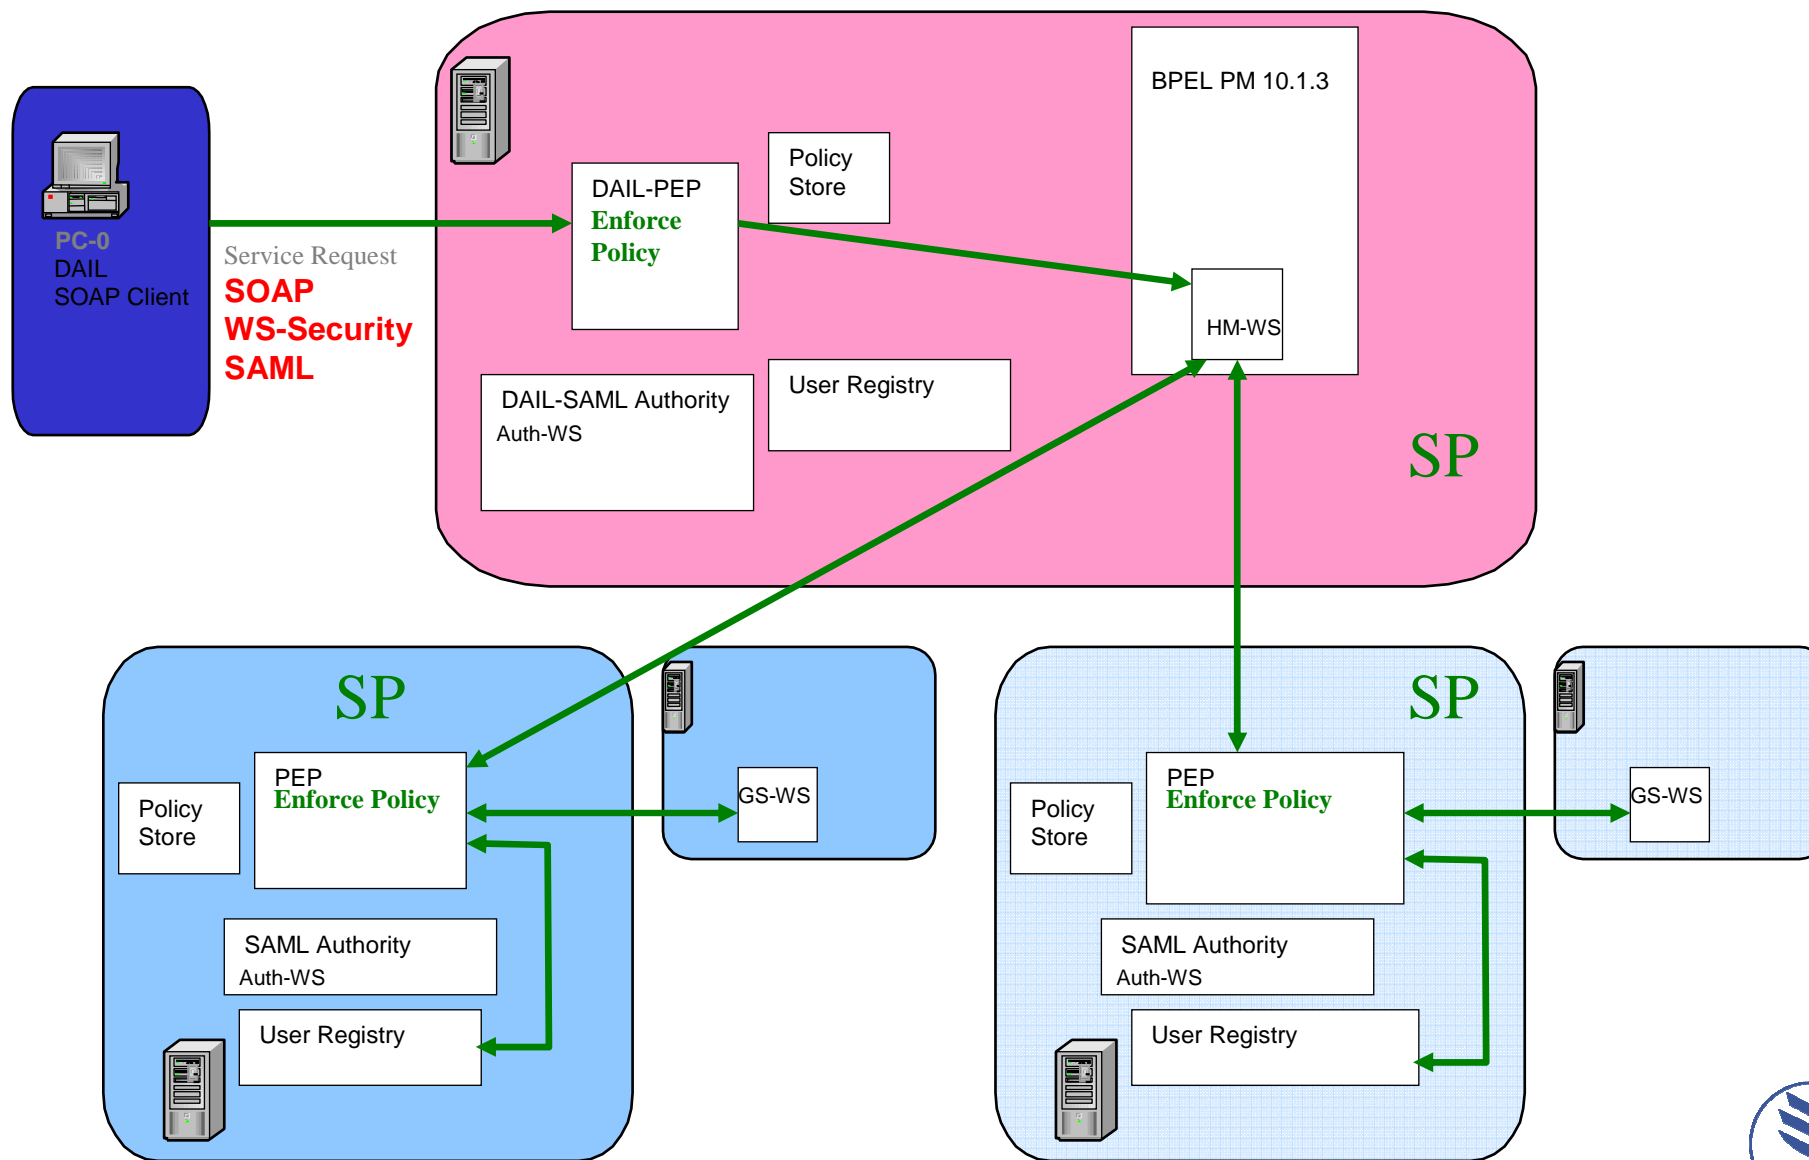 PC-0
DAIL
SOAP Client
Service Request
SOAP
WS-Security
SAML
DAIL-PEP
Enforce
Policy
Policy
Store
BPEL PM 10.1.3
HM-WS
DAIL-SAML Authority
Auth-WS
User Registry
SP
SP
PEP
Enforce Policy
Policy
Store
GS-WS
SAML Authority
Auth-WS
User Registry
SP
PEP
Enforce Policy
Policy
Store
GS-WS
SAML Authority
Auth-WS
User Registry